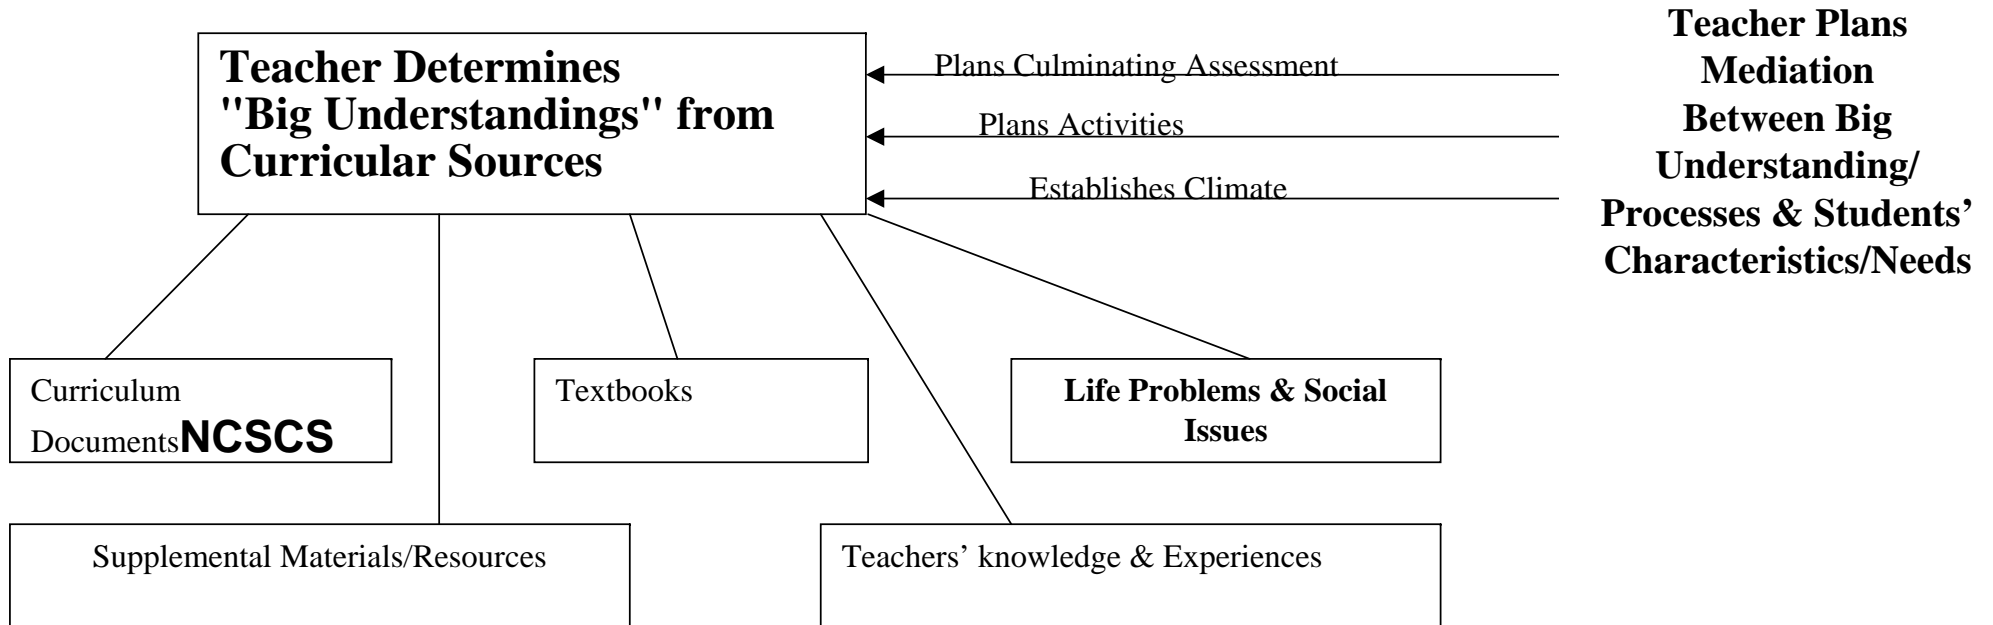 Teacher Determines
"Big Understandings" from
Curricular Sources
Plans Culminating Assessment
Plans Activities
Establishes Climate
Teacher Plans
Mediation
Between Big
Understanding/
Processes & Students’
Characteristics/Needs
Curriculum
DocumentsNCSCS
Textbooks
Life Problems & Social
Issues
Supplemental Materials/Resources
Teachers’ knowledge & Experiences